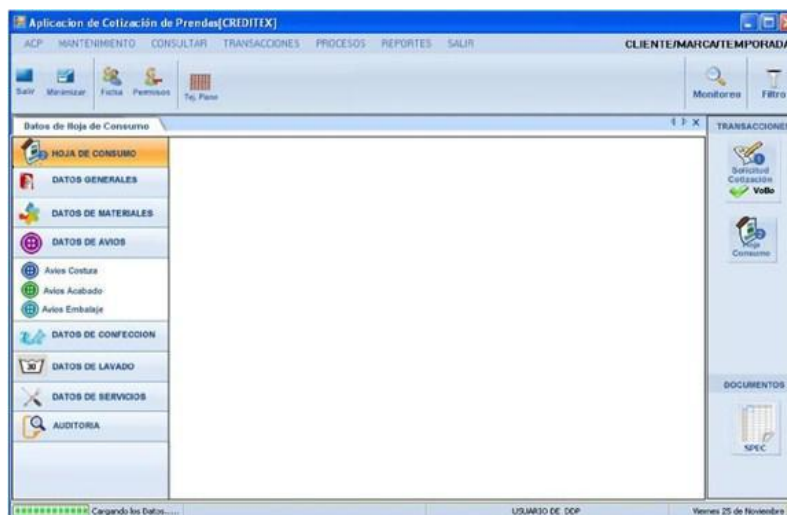 Aplicacion de Cotización de Prendas[CREDITEX]
ACP MANTENIMIENTO CONSULTAR TRANSACCIONES PROCESOS REPORTES SALIR CLIENTE/MARCA/TEMPORADA
Salir Minimizar Ficha Permisos Tej. Plano Monitoreo Filtro
Datos de Hoja de Consumo
TRANSACCIONES
HOJA DE CONSUMO
DATOS GENERALES
DATOS DE MATERIALES
DATOS DE AVIOS
Avios Costura
Avios Acabado
Avios Embalaje
DATOS DE CONFECCION
DATOS DE LAVADO
DATOS DE SERVICIOS
AUDITORIA
Solicitud
Cotización
VoBo
Hoja
Consumo
DOCUMENTOS
SPEC
Cargando los Datos.....
USUARIO DE DDP
Viernes 25 de Noviembre